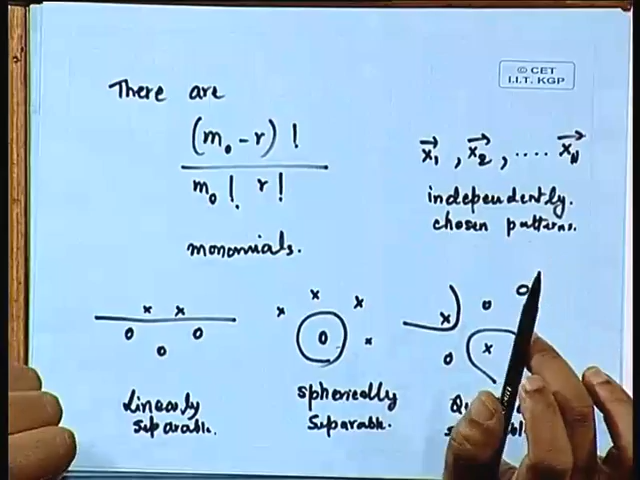 © CET
I.I.T. KGP
There are
(m₀ - r) !
m₀ ! r !
monomials.
x⃗₁ , x⃗₂ , .... x⃗N
independently.
chosen patterns.
x x
o o
o
Linearly
separable.
x x x
x o x
spherically
separable.
x o o
o x